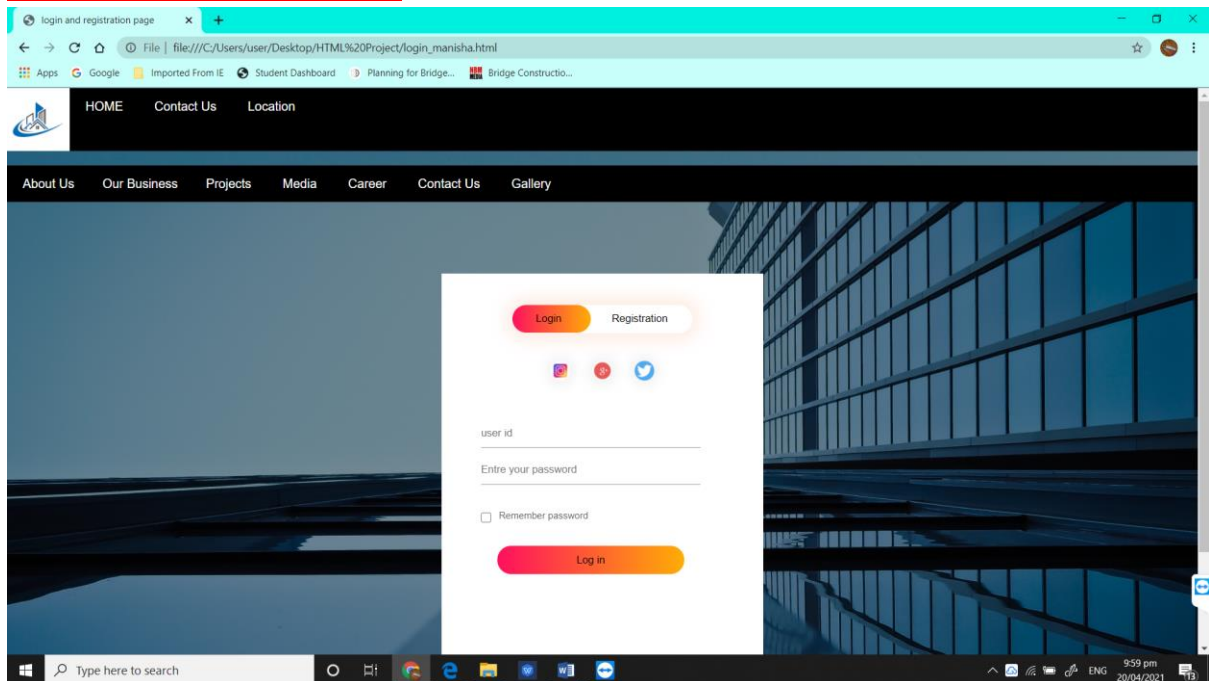 login and registration page
File | file:///C:/Users/user/Desktop/HTML%20Project/login_manisha.html
Apps Google Imported From IE Student Dashboard Planning for Bridge... Bridge Constructio...
HOME Contact Us Location
About Us Our Business Projects Media Career Contact Us Gallery
Login Registration
user id
Entre your password
Remember password
Log in
Type here to search
ENG
9:59 pm
20/04/2021